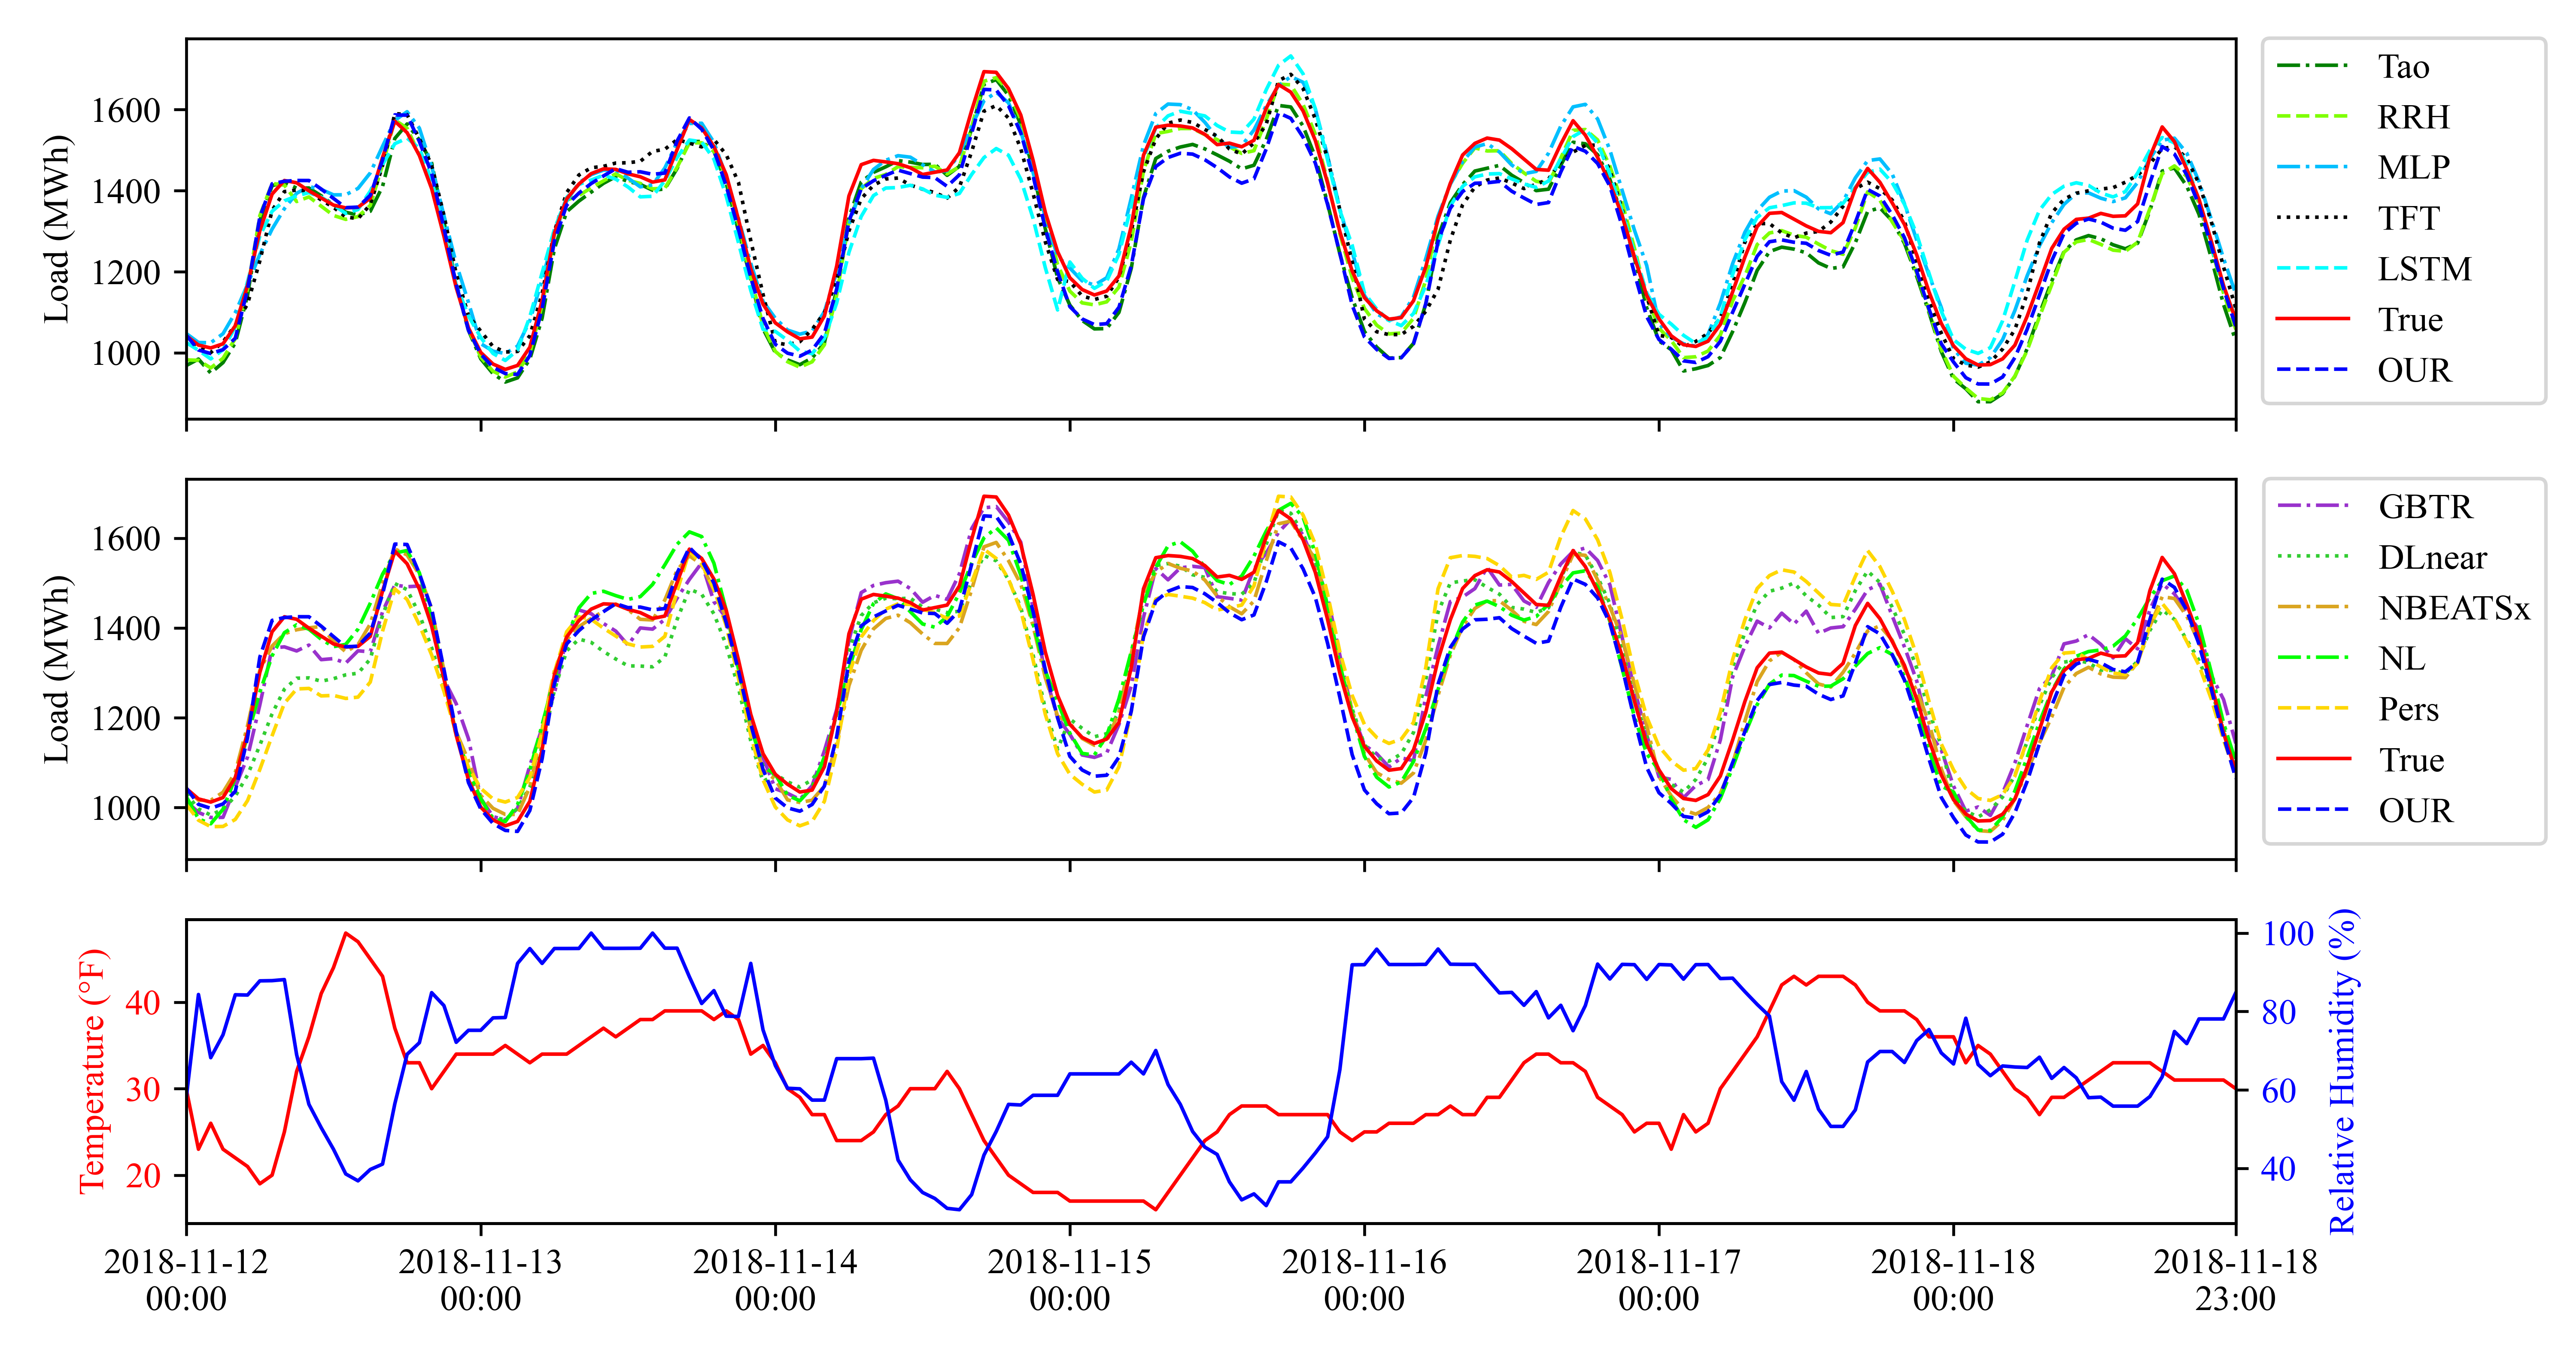 Load (MWh)
1600
1400
1200
1000
Tao
RRH
MLP
TFT
LSTM
True
OUR
Load (MWh)
1600
1400
1200
1000
GBTR
DLnear
NBEATSx
NL
Pers
True
OUR
Temperature (°F)
40
30
20
100
80
60
40
Relative Humidity (%)
2018-11-12
00:00
2018-11-13
00:00
2018-11-14
00:00
2018-11-15
00:00
2018-11-16
00:00
2018-11-17
00:00
2018-11-18
00:00
2018-11-18
23:00